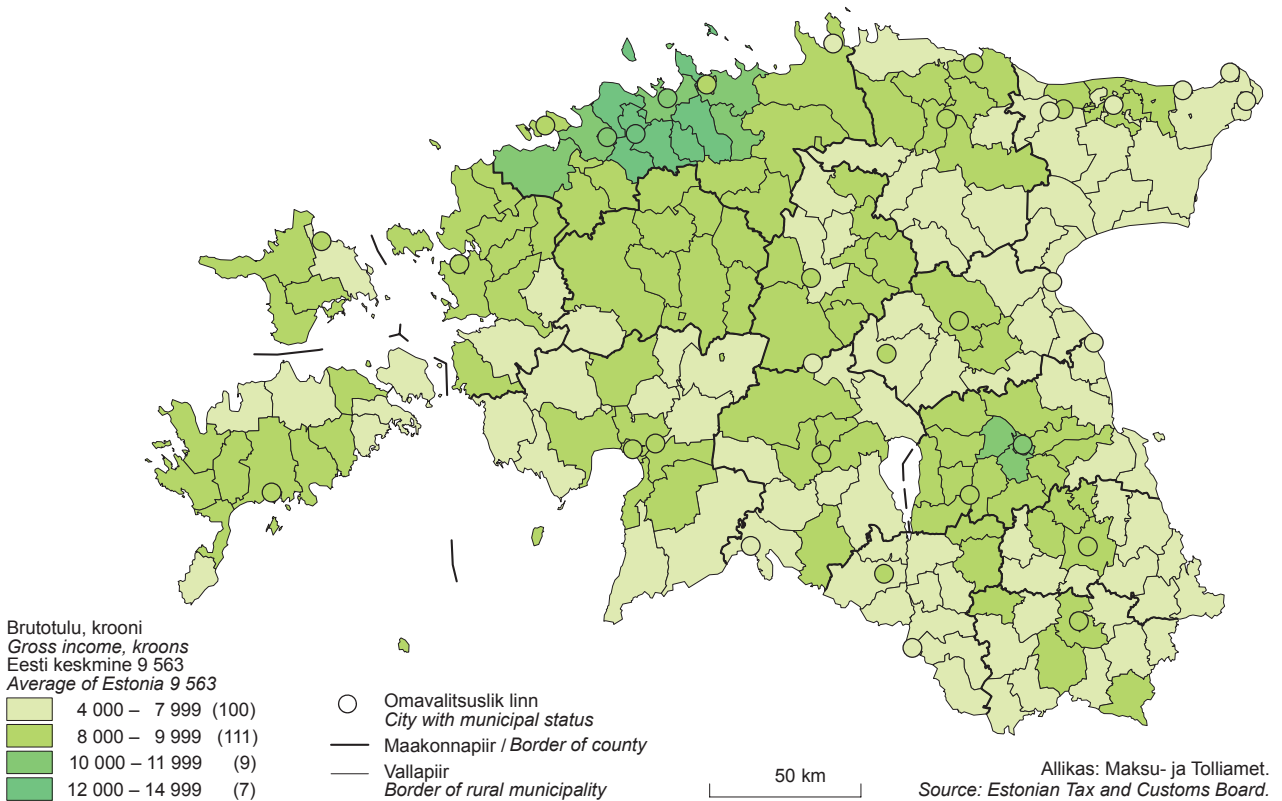 Brutotulu, krooni
Gross income, kroons
Eesti keskmine 9 563
Average of Estonia 9 563
4 000 – 7 999 (100)
8 000 – 9 999 (111)
10 000 – 11 999 (9)
12 000 – 14 999 (7)
Omavalitsuslik linn
City with municipal status
Maakonnapiir / Border of county
Vallapiir
Border of rural municipality
50 km
Allikas: Maksu- ja Tolliamet.
Source: Estonian Tax and Customs Board.